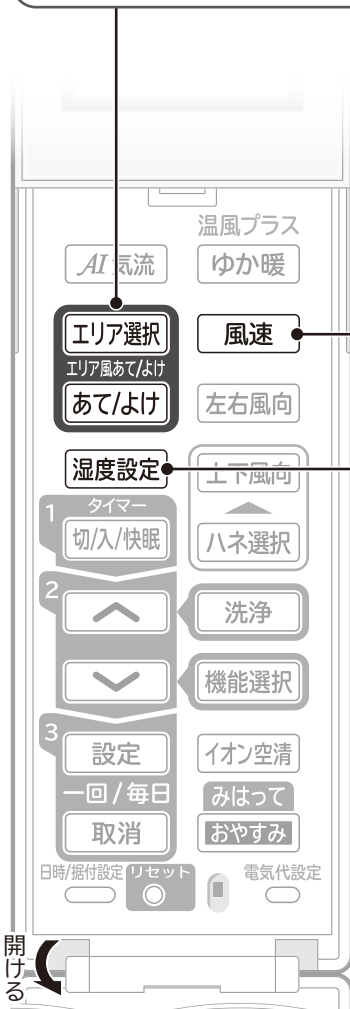 温風プラス
AI気流
ゆか暖
エリア選択
風速
エリア風あて/よけ
あて/よけ
左右風向
湿度設定
上下風向
1
タイマー
切/入/快眠
ハネ選択
2
洗浄
機能選択
3
設定
イオン空清
一回/毎日
みはって
取消
おやすみ
日時/据付設定
リセット
電気代設定
開ける